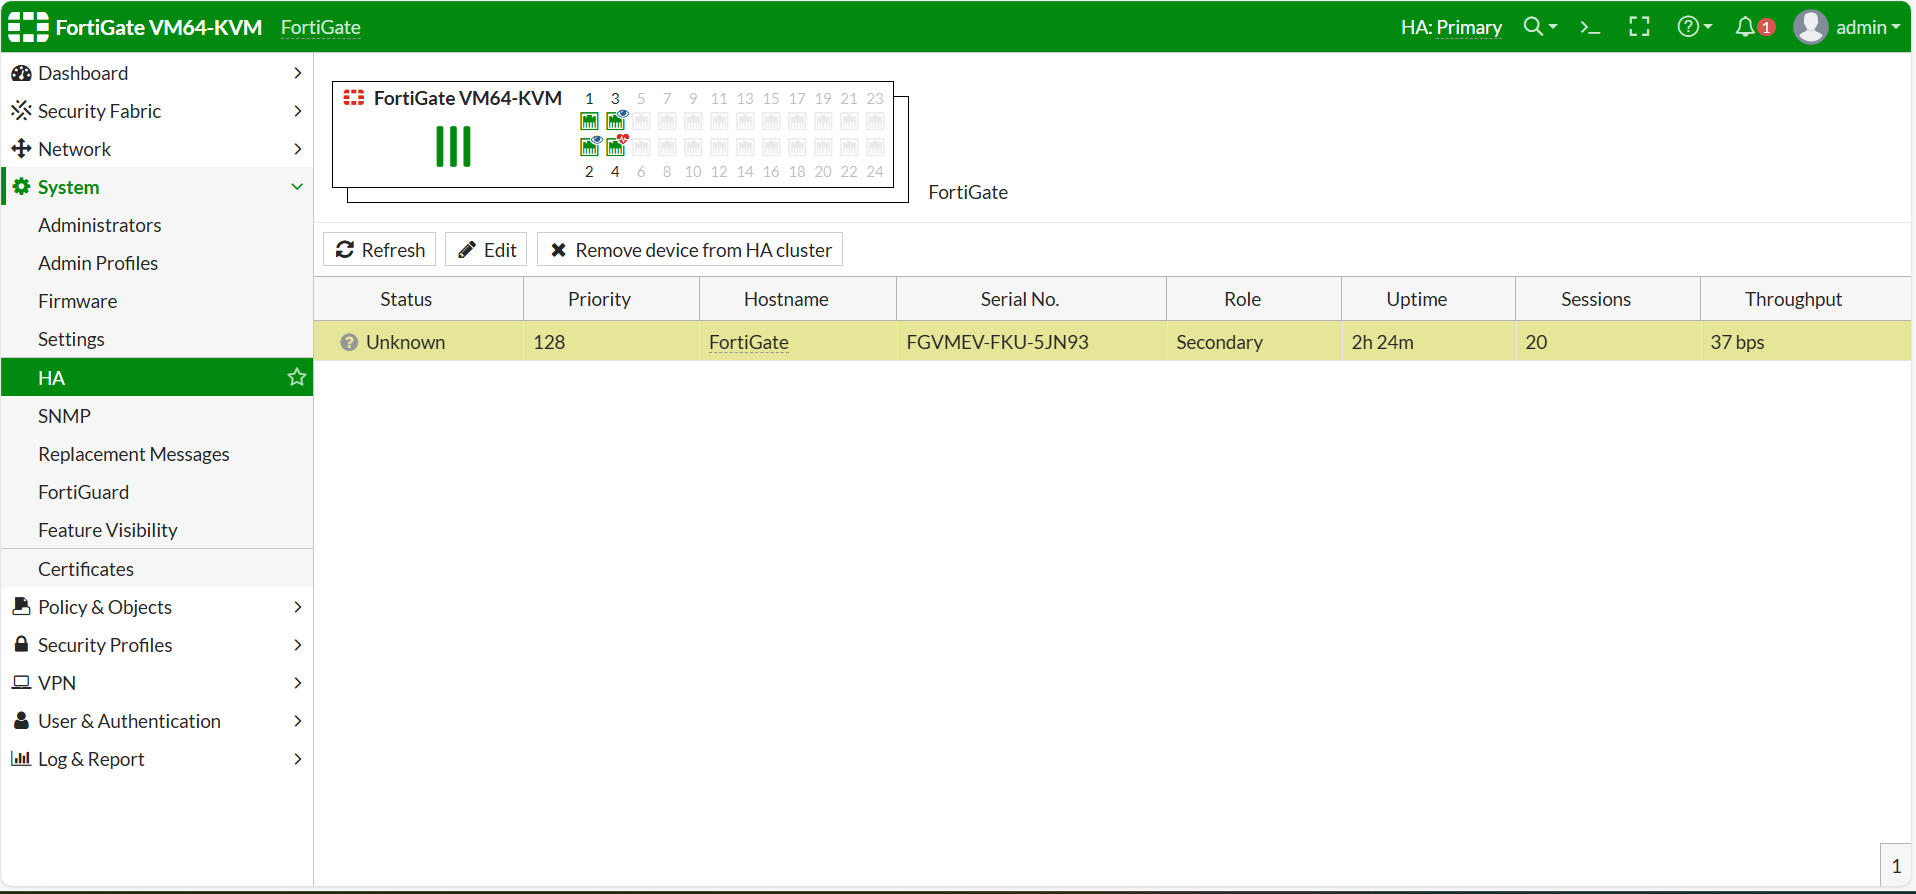 FortiGate VM64-KVM FortiGate HA: Primary 1 admin
Dashboard
Security Fabric
Network
System
Administrators
Admin Profiles
Firmware
Settings
HA
SNMP
Replacement Messages
FortiGuard
Feature Visibility
Certificates
Policy & Objects
Security Profiles
VPN
User & Authentication
Log & Report
FortiGate VM64-KVM 1 3 5 7 9 11 13 15 17 19 21 23
2 4 6 8 10 12 14 16 18 20 22 24
FortiGate
Refresh Edit Remove device from HA cluster
Status Priority Hostname Serial No. Role Uptime Sessions Throughput
Unknown 128 FortiGate FGVMEV-FKU-5JN93 Secondary 2h 24m 20 37 bps
1